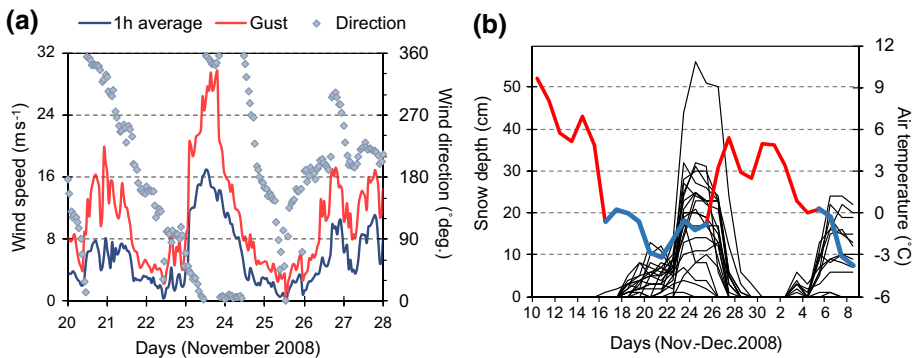 (a)
1h average
Gust
Direction
Wind speed (ms⁻¹)
32
24
16
8
0
360
270
180
90
0
Wind direction (˚deg.)
20 21 22 23 24 25 26 27 28
Days (November 2008)
(b)
Snow depth (cm)
50
40
30
20
10
0
12
9
6
3
0
-3
-6
Air temperature (°C)
10 12 14 16 18 20 22 24 26 28 30 2 4 6 8
Days (Nov.-Dec.2008)